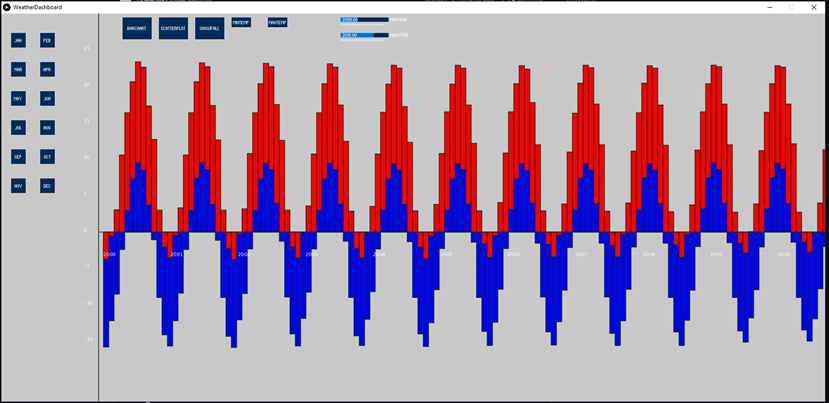 WeatherDashboard
BARCHART SCATTERPLOT SNOWFALL MINTEMP MAXTEMP
2000.00 MINYEAR
2010.00 MAXYEAR
JAN FEB
MAR APR
MAY JUN
JUL AUG
SEP OCT
NOV DEC
25
20
15
10
5
0
-5
-10
-15
2000 2001 2002 2003 2004 2005 2006 2007 2008 2009 2010